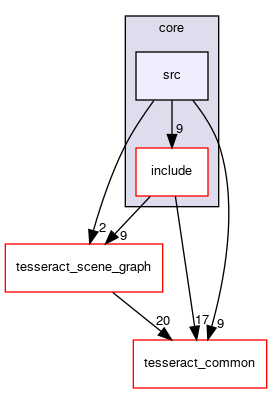 core
src
9
include
2
9
tesseract_scene_graph
20
17
9
tesseract_common